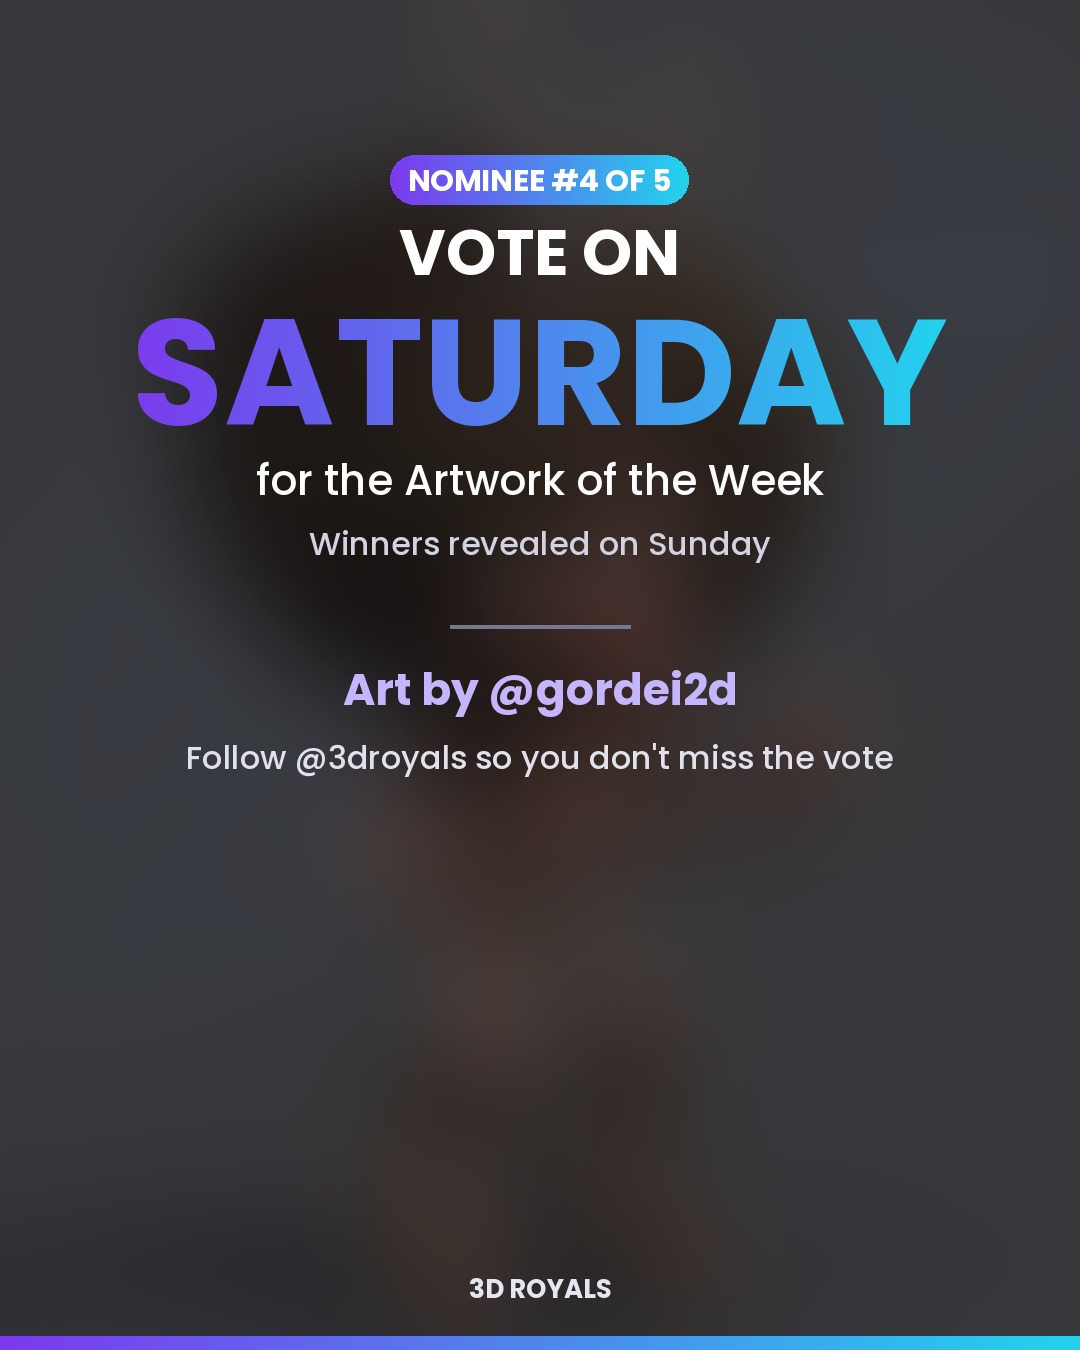 NOMINEE #4 OF 5
VOTE ON
SATURDAY
for the Artwork of the Week
Winners revealed on Sunday
Art by @gordei2d
Follow @3droyals so you don't miss the vote
3D ROYALS